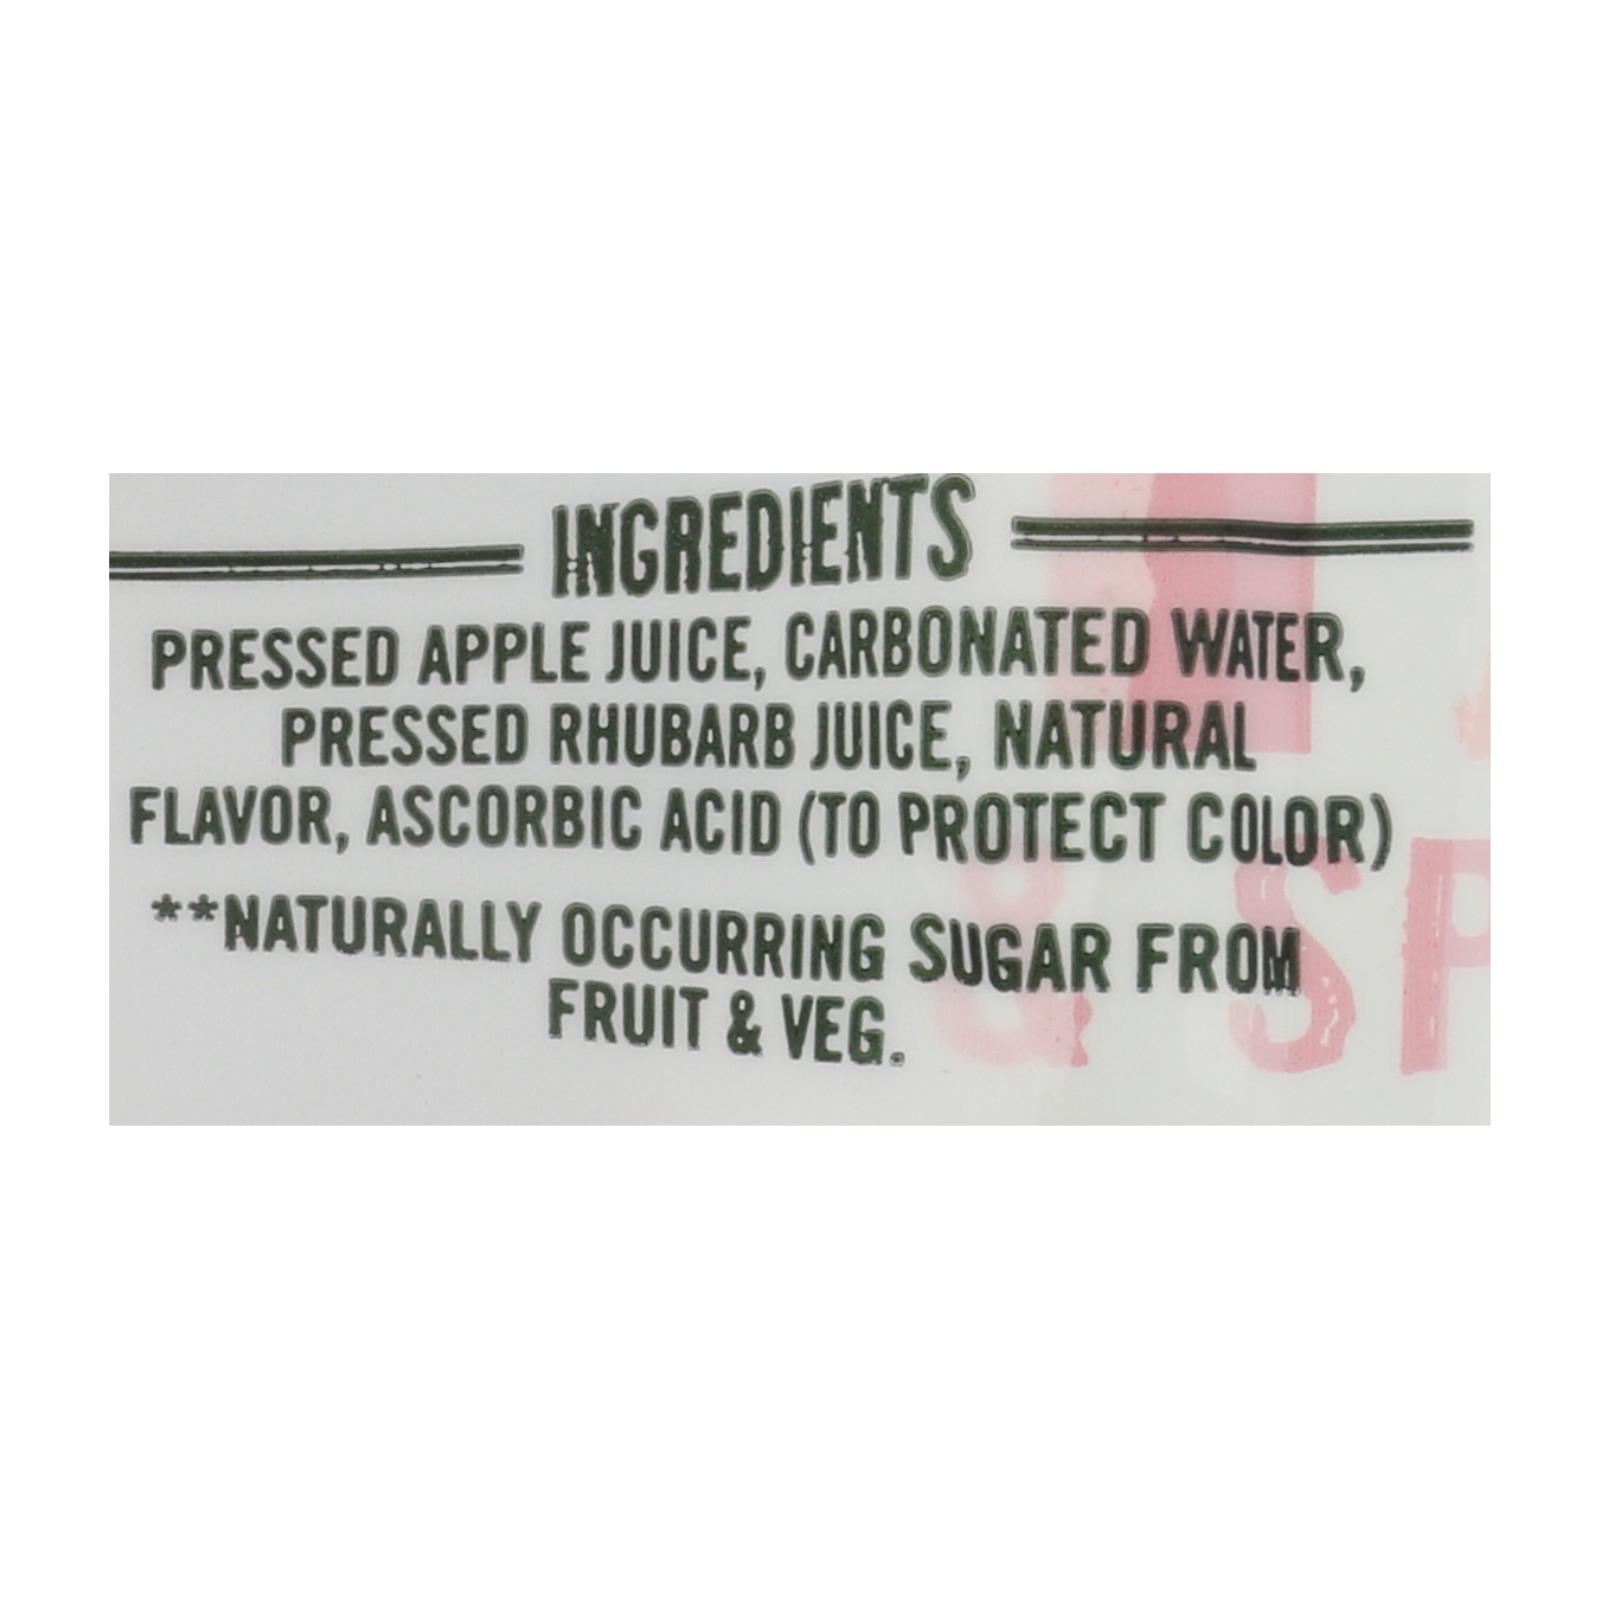 INGREDIENTS
PRESSED APPLE JUICE, CARBONATED WATER,
PRESSED RHUBARB JUICE, NATURAL
FLAVOR, ASCORBIC ACID (TO PROTECT COLOR)
**NATURALLY OCCURRING SUGAR FROM
FRUIT & VEG.
& SP